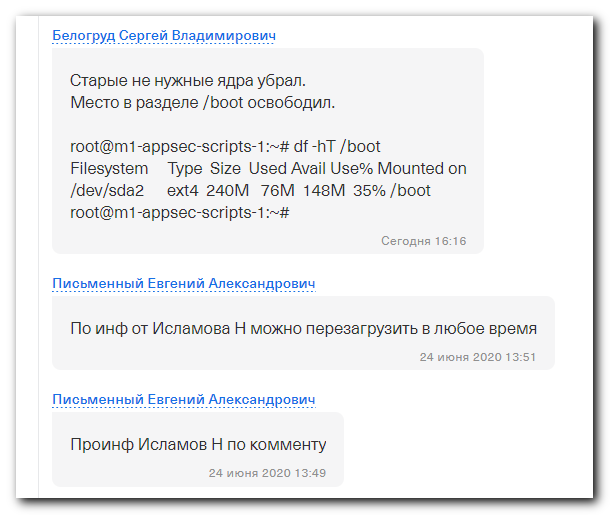 Белогруд Сергей Владимирович
Старые не нужные ядра убрал.
Место в разделе /boot освободил.
root@m1-appsec-scripts-1:~# df -hT /boot
Filesystem Type Size Used Avail Use% Mounted on
/dev/sda2 ext4 240M 76M 148M 35% /boot
root@m1-appsec-scripts-1:~#
Сегодня 16:16
Письменный Евгений Александрович
По инф от Исламова Н можно перезагрузить в любое время
24 июня 2020 13:51
Письменный Евгений Александрович
Проинф Исламов Н по комменту
24 июня 2020 13:49